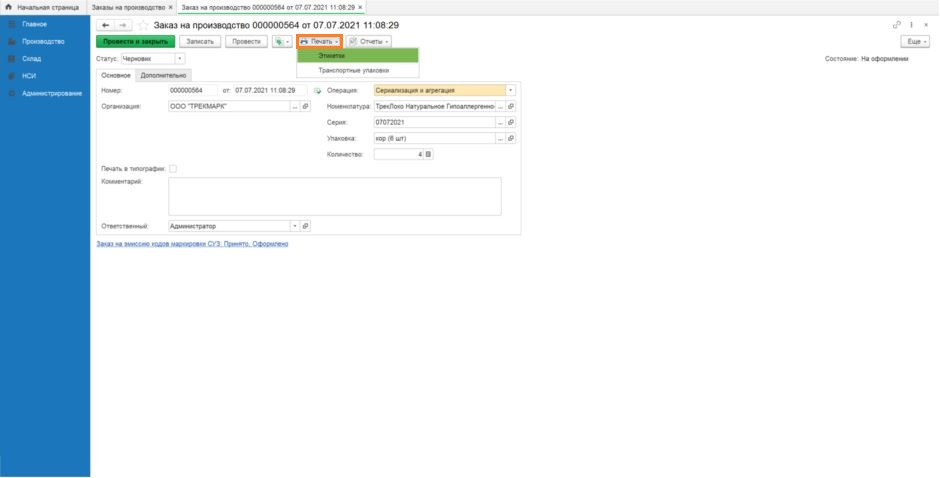 Начальная страница Заказы на производство × Заказ на производство 000000564 от 07.07.2021 11:08:29 ×
Главное
Производство
Склад
НСИ
Администрирование
Заказ на производство 000000564 от 07.07.2021 11:08:29
Провести и закрыть Записать Провести Печать Отчеты Еще
Статус: Черновик Этикетки Состояние: На оформлении
Транспортные упаковки
Основное Дополнительно
Номер: 000000564 от: 07.07.2021 11:08:29 Операция: Сериализация и агрегация
Организация: ООО "ТРЕКМАРК" ... Номенклатура: ТрекЛоко Натуральное Гипоаллергенно ...
Серия: 07072021 ...
Упаковка: кор (6 шт) ...
Количество: 4
Печать в типографии:
Комментарий:
Ответственный: Администратор
Заказ на эмиссию кодов маркировки СУЗ: Принято, Оформлено